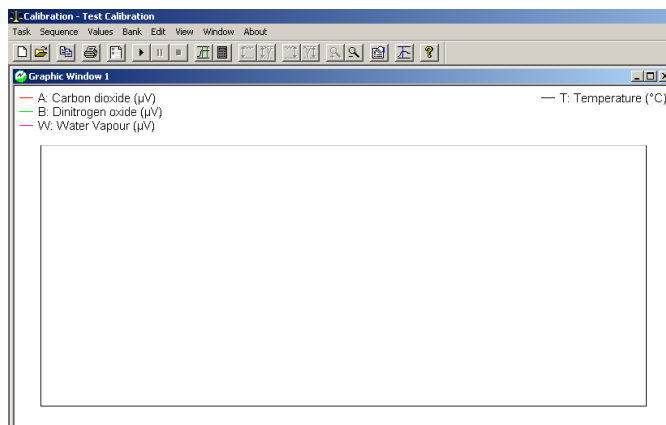 Calibration - Test Calibration
Task Sequence Values Bank Edit View Window About
Graphic Window 1
A: Carbon dioxide (µV)
T: Temperature (°C)
B: Dinitrogen oxide (µV)
W: Water Vapour (µV)